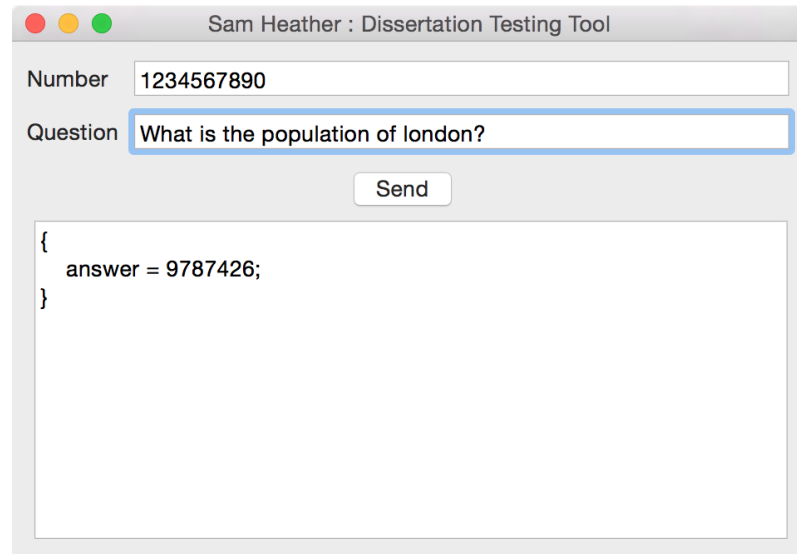 Sam Heather : Dissertation Testing Tool
Number 1234567890
Question What is the population of london?
Send
{
answer = 9787426;
}